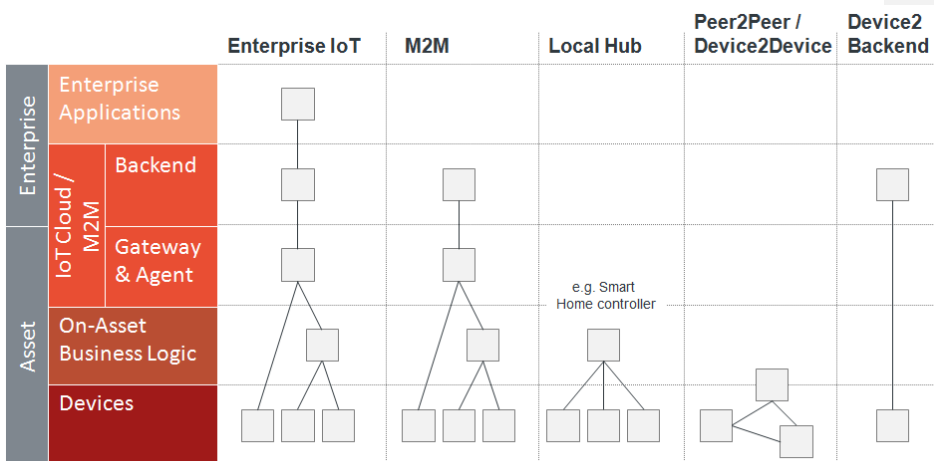 Enterprise IoT
M2M
Local Hub
Peer2Peer /
Device2Device
Device2
Backend
Enterprise
Asset
IoT Cloud /
M2M
Enterprise
Applications
Backend
Gateway
& Agent
On-Asset
Business Logic
Devices
e.g. Smart
Home controller